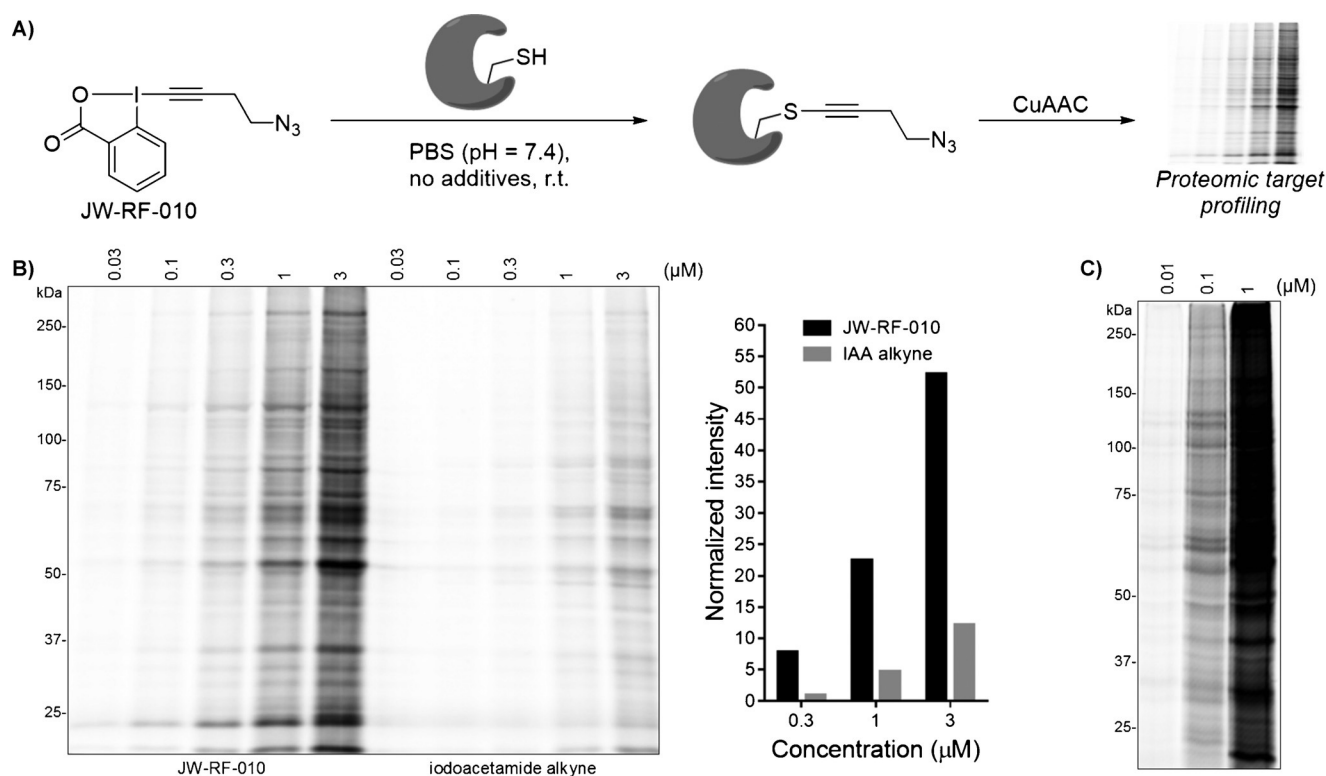 A)
SH
O
I
N3
O
S
N3
O
PBS (pH = 7.4),
no additives, r.t.
CuAAC
JW-RF-010
Proteomic target
profiling
B)
0.03
0.1
0.3
1
3
0.03
0.1
0.3
1
3
(μM)
kDa
250-
150-
100-
75-
50-
37-
25-
JW-RF-010
iodoacetamide alkyne
JW-RF-010
IAA alkyne
60
55
50
45
40
35
30
25
20
15
10
5
0
Normalized intensity
0.3
1
3
Concentration (μM)
C)
0.01
0.1
1
(μM)
kDa
250-
150-
100-
75-
50-
37-
25-